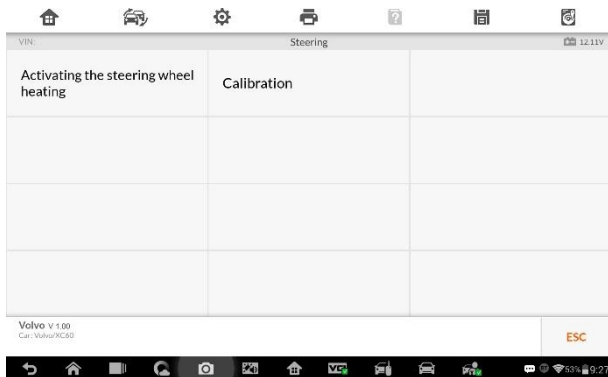 VIN:
Steering
12.11V
Activating the steering wheel
heating
Calibration
Volvo V 1.00
Car: Volvo/XC60
ESC
53% 9:27